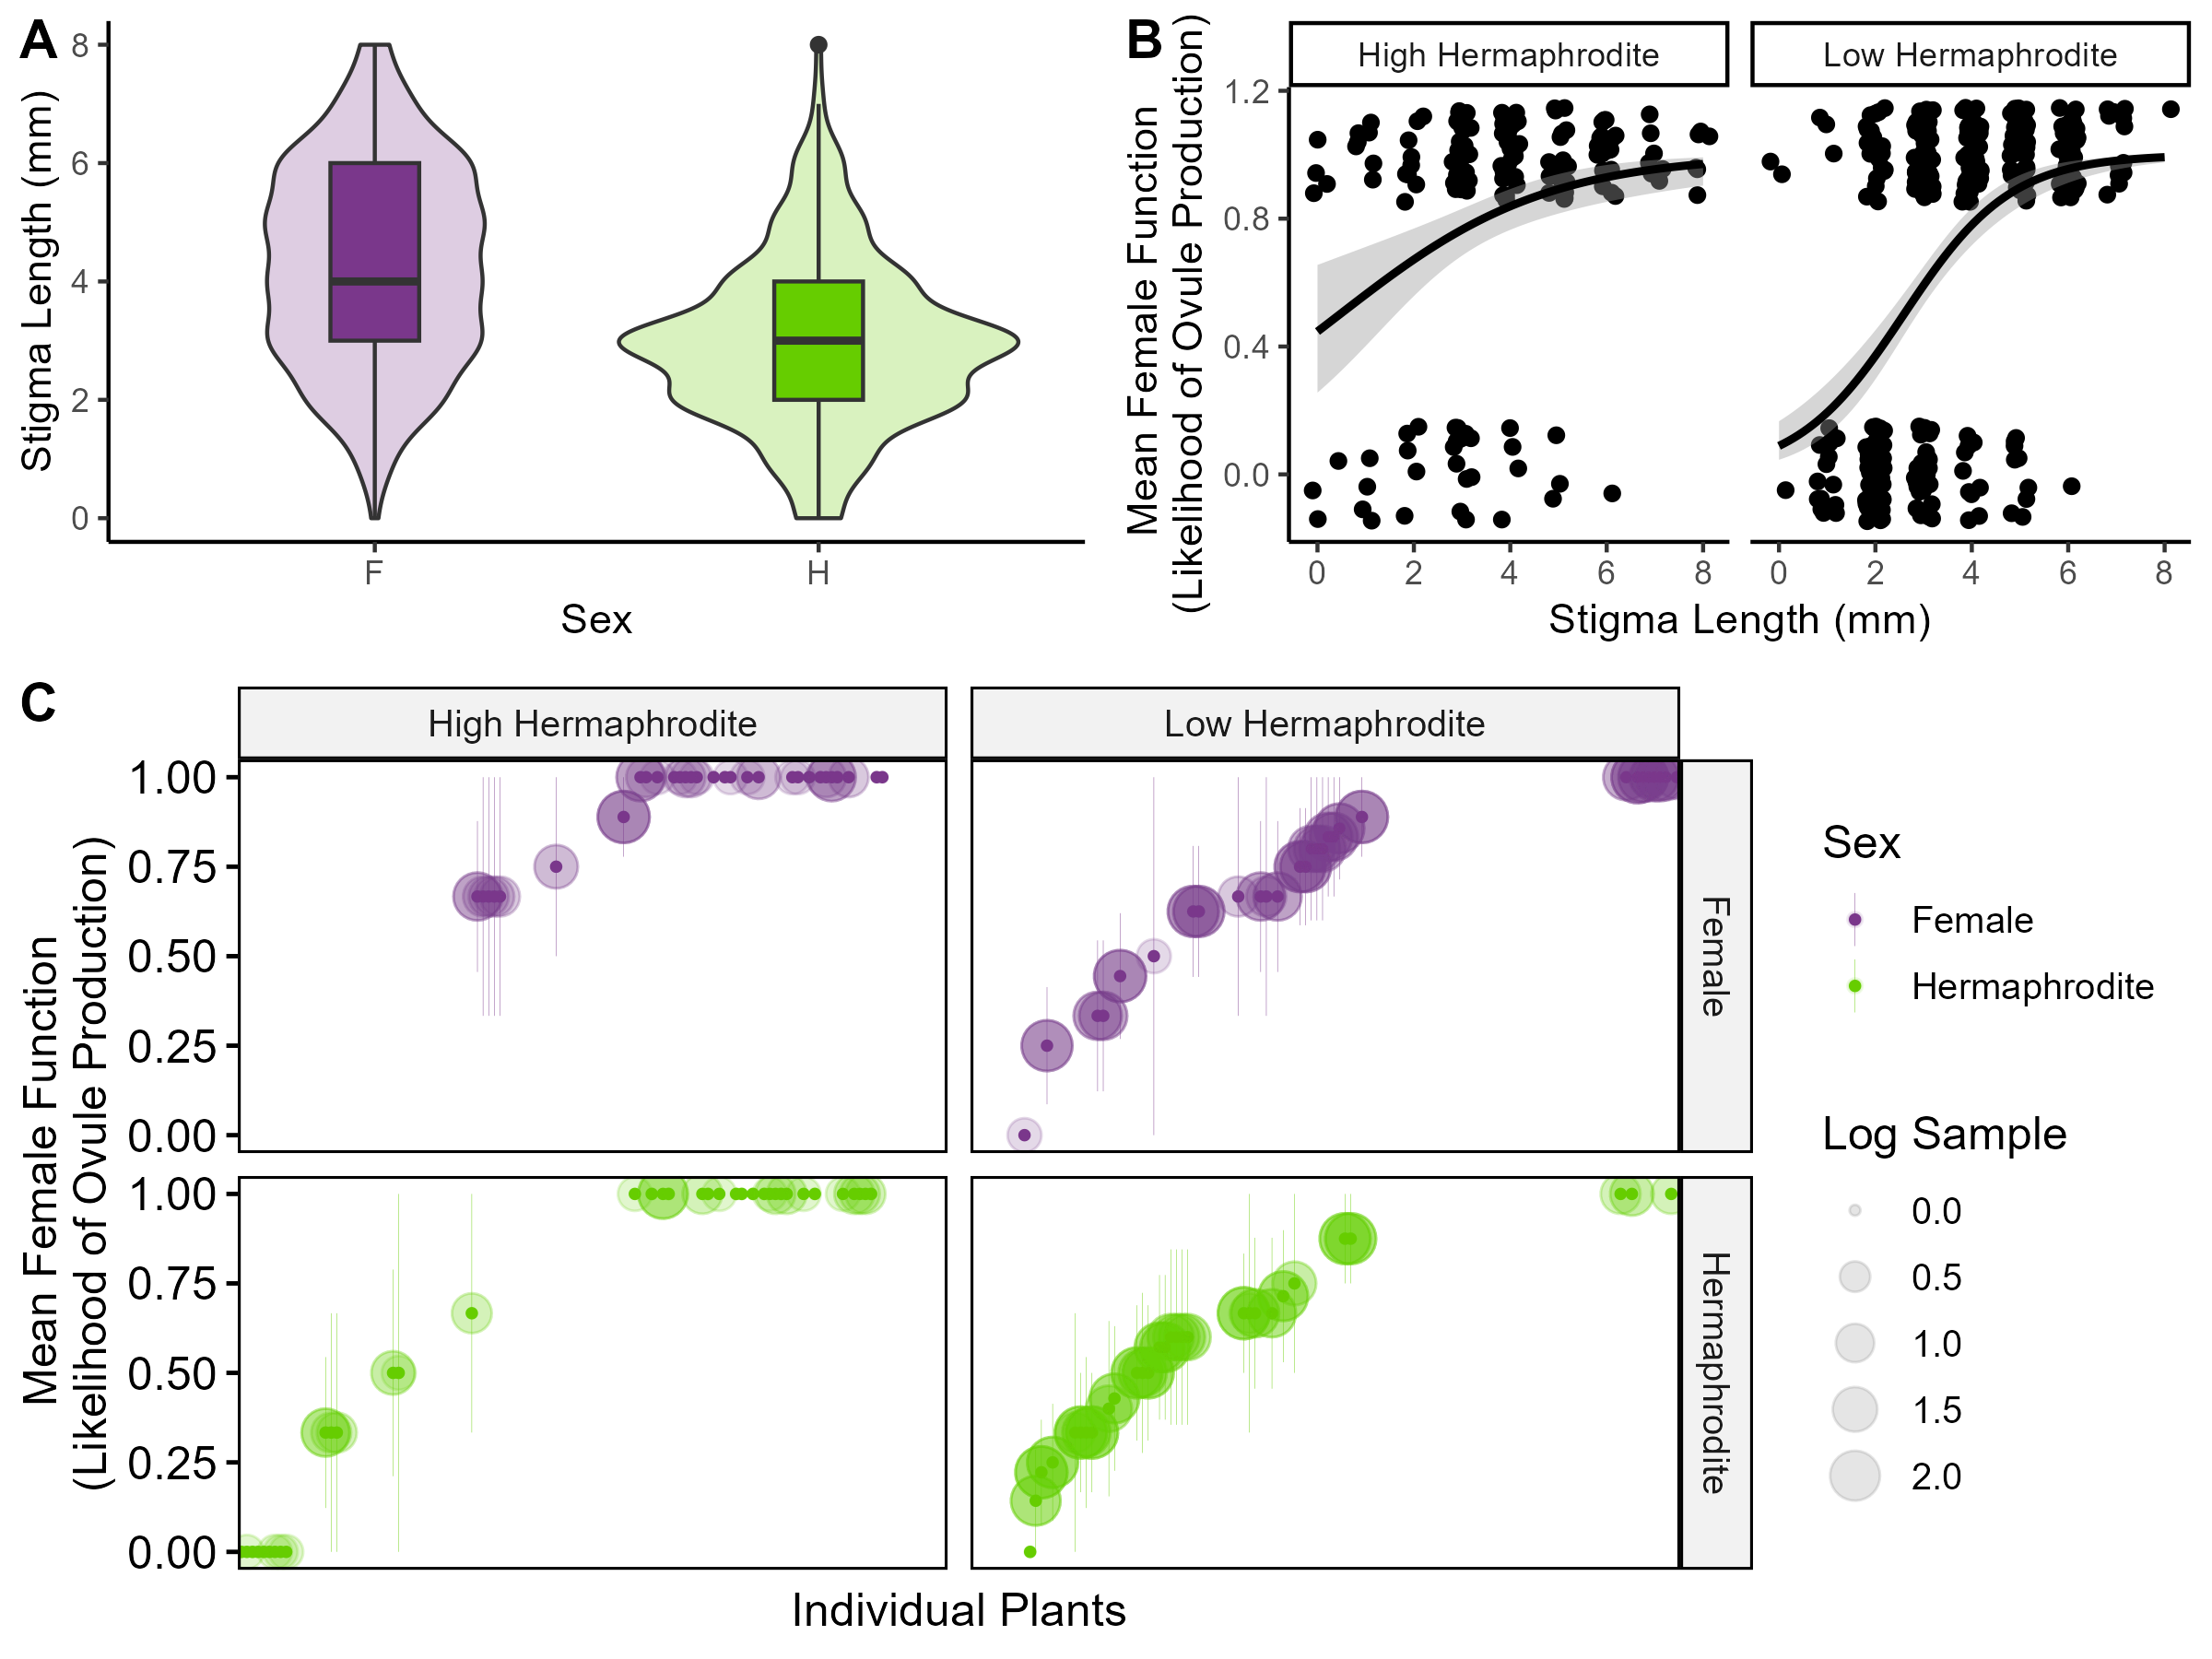 A
Stigma Length (mm)
8
6
4
2
0
F
H
Sex
B
Mean Female Function
(Likelihood of Ovule Production)
High Hermaphrodite
Low Hermaphrodite
1.2
0.8
0.4
0.0
0 2 4 6 8
0 2 4 6 8
Stigma Length (mm)
C
Mean Female Function
(Likelihood of Ovule Production)
High Hermaphrodite
Low Hermaphrodite
1.00
0.75
0.50
0.25
0.00
Female
1.00
0.75
0.50
0.25
0.00
Hermaphrodite
Individual Plants
Sex
Female
Hermaphrodite
Log Sample
0.0
0.5
1.0
1.5
2.0